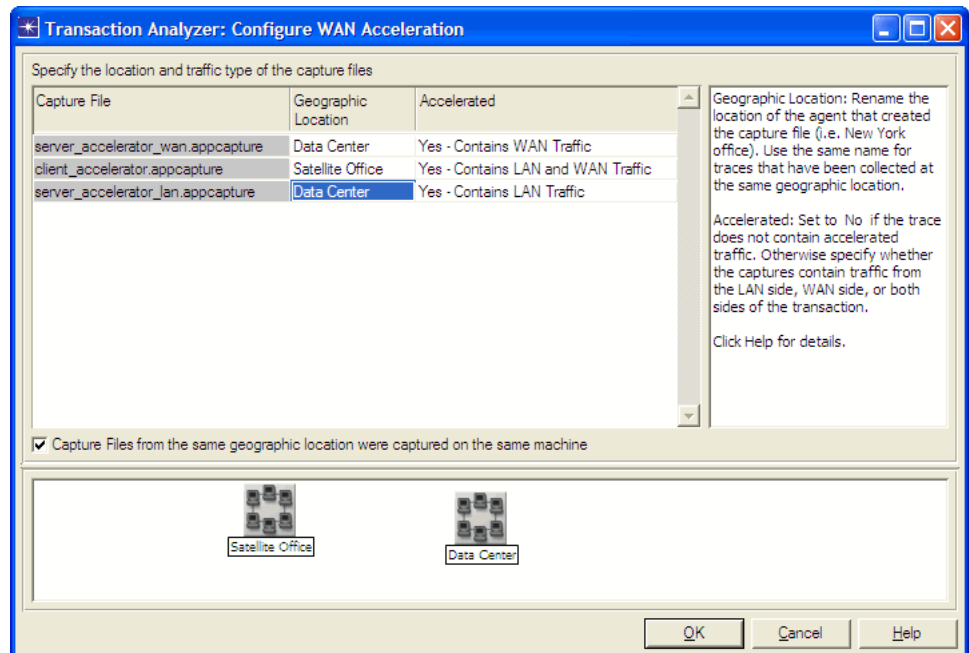 Transaction Analyzer: Configure WAN Acceleration
Specify the location and traffic type of the capture files
Capture File
Geographic
Location
Accelerated
server_accelerator_wan.appcapture Data Center Yes - Contains WAN Traffic
client_accelerator.appcapture Satellite Office Yes - Contains LAN and WAN Traffic
server_accelerator_lan.appcapture Data Center Yes - Contains LAN Traffic
Geographic Location: Rename the
location of the agent that created
the capture file (i.e. New York
office). Use the same name for
traces that have been collected at
the same geographic location.
Accelerated: Set to No if the trace
does not contain accelerated
traffic. Otherwise specify whether
the captures contain traffic from
the LAN side, WAN side, or both
sides of the transaction.
Click Help for details.
Capture Files from the same geographic location were captured on the same machine
Satellite Office
Data Center
OK Cancel Help